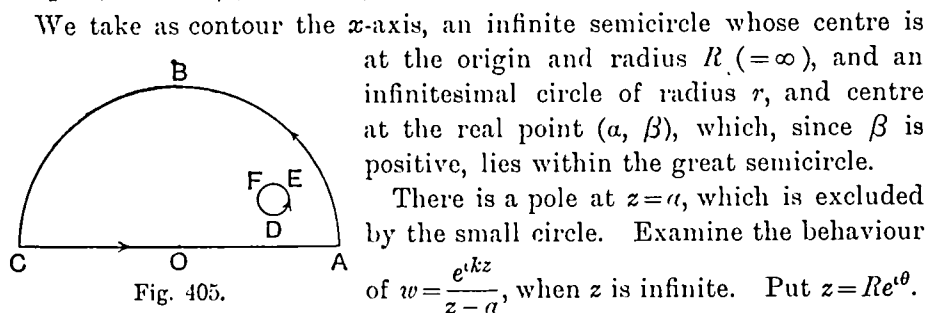 We take as contour the x-axis, an infinite semicircle whose centre is
at the origin and radius R (=∞), and an
infinitesimal circle of radius r, and centre
at the real point (α, β), which, since β is
positive, lies within the great semicircle.
There is a pole at z=a, which is excluded
by the small circle. Examine the behaviour
of w = e^{ιkz}/(z − a), when z is infinite. Put z=Re^{ιθ}.
B
F E
D
C O A
Fig. 405.